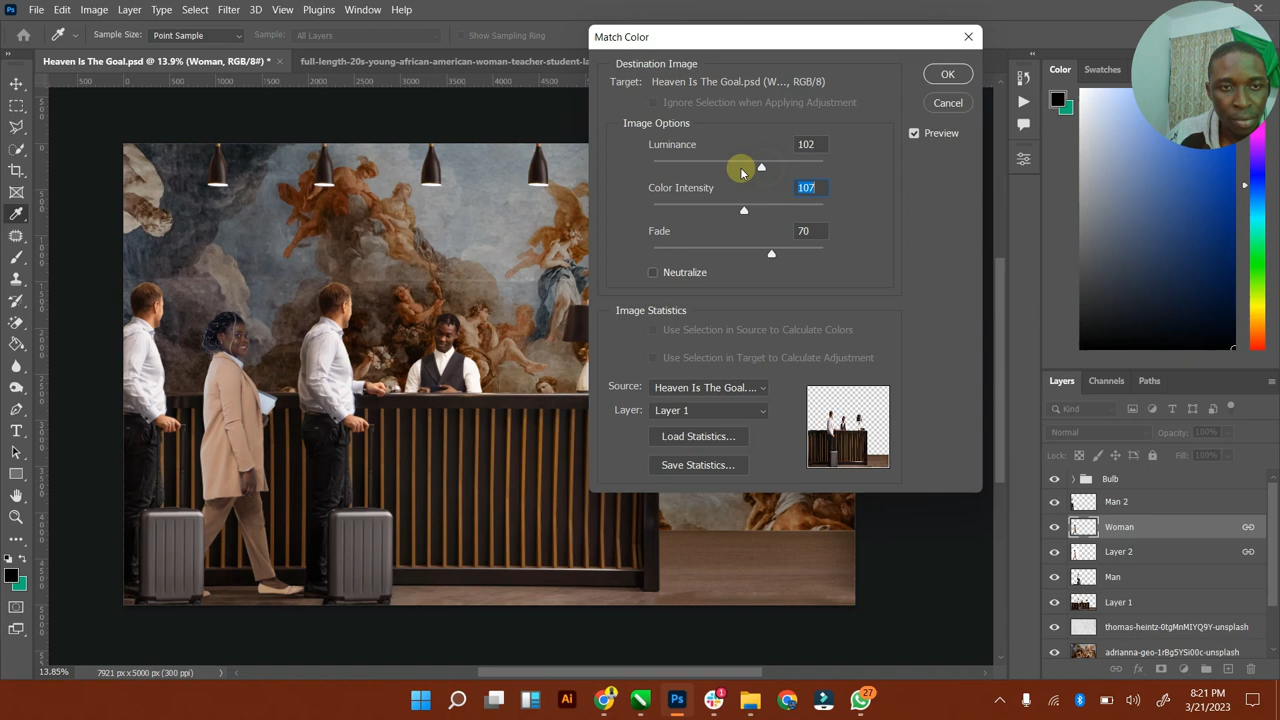 File Edit Image Layer Type Select Filter 3D View Plugins Window Help
Sample Size: Point Sample All Layers Show Sampling Ring
Heaven Is The Goal.psd @ 13.9% (Woman, RGB/8#) * full-length-20s-young-african-american-woman-teacher-student-la
Match Color
Destination Image
Target: Heaven Is The Goal.psd (W..., RGB/8)
Ignore Selection when Applying Adjustment
Image Options
Luminance 102
Color Intensity 107
Fade 70
Neutralize
Image Statistics
Use Selection in Source to Calculate Colors
Use Selection in Target to Calculate Adjustment
Source: Heaven Is The Goal....
Layer: Layer 1
Load Statistics...
Save Statistics...
OK
Cancel
Preview
Color Swatches
Layers Channels Paths
Kind
Normal Opacity: 100%
Lock: Fill: 100%
Bulb
Man 2
Woman
Layer 2
Man
Layer 1
thomas-heintz-0tgMnMIYQ9Y-unsplash
adrianna-geo-1rBg5YSi00c-unsplash
13.85% 7921 px x 5000 px (300 ppi)
Ai Ps 1 27
8:21 PM
3/21/2023